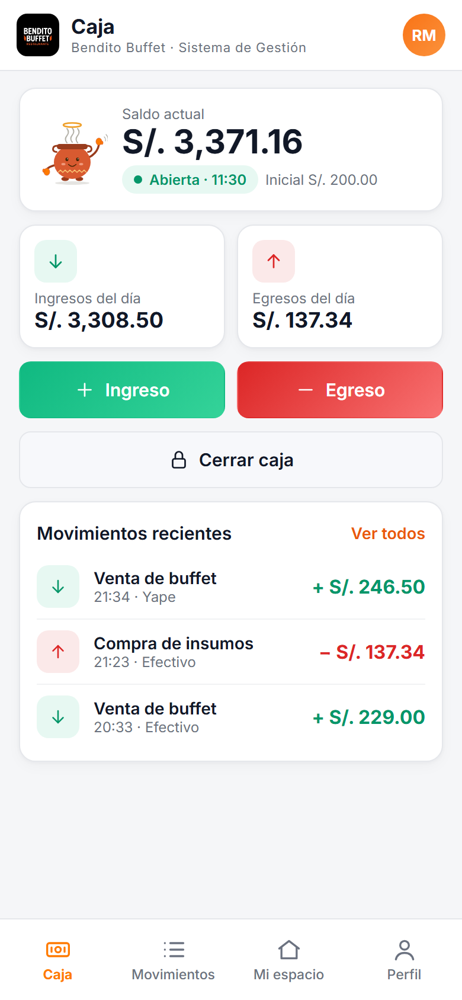 BENDITO
BUFFET
RESTAURANTE
Caja
Bendito Buffet · Sistema de Gestión
RM
Saldo actual
S/. 3,371.16
Abierta · 11:30
Inicial S/. 200.00
Ingresos del día
S/. 3,308.50
Egresos del día
S/. 137.34
Ingreso
Egreso
Cerrar caja
Movimientos recientes
Ver todos
Venta de buffet
+ S/. 246.50
21:34 · Yape
Compra de insumos
– S/. 137.34
21:23 · Efectivo
Venta de buffet
+ S/. 229.00
20:33 · Efectivo
Caja
Movimientos
Mi espacio
Perfil